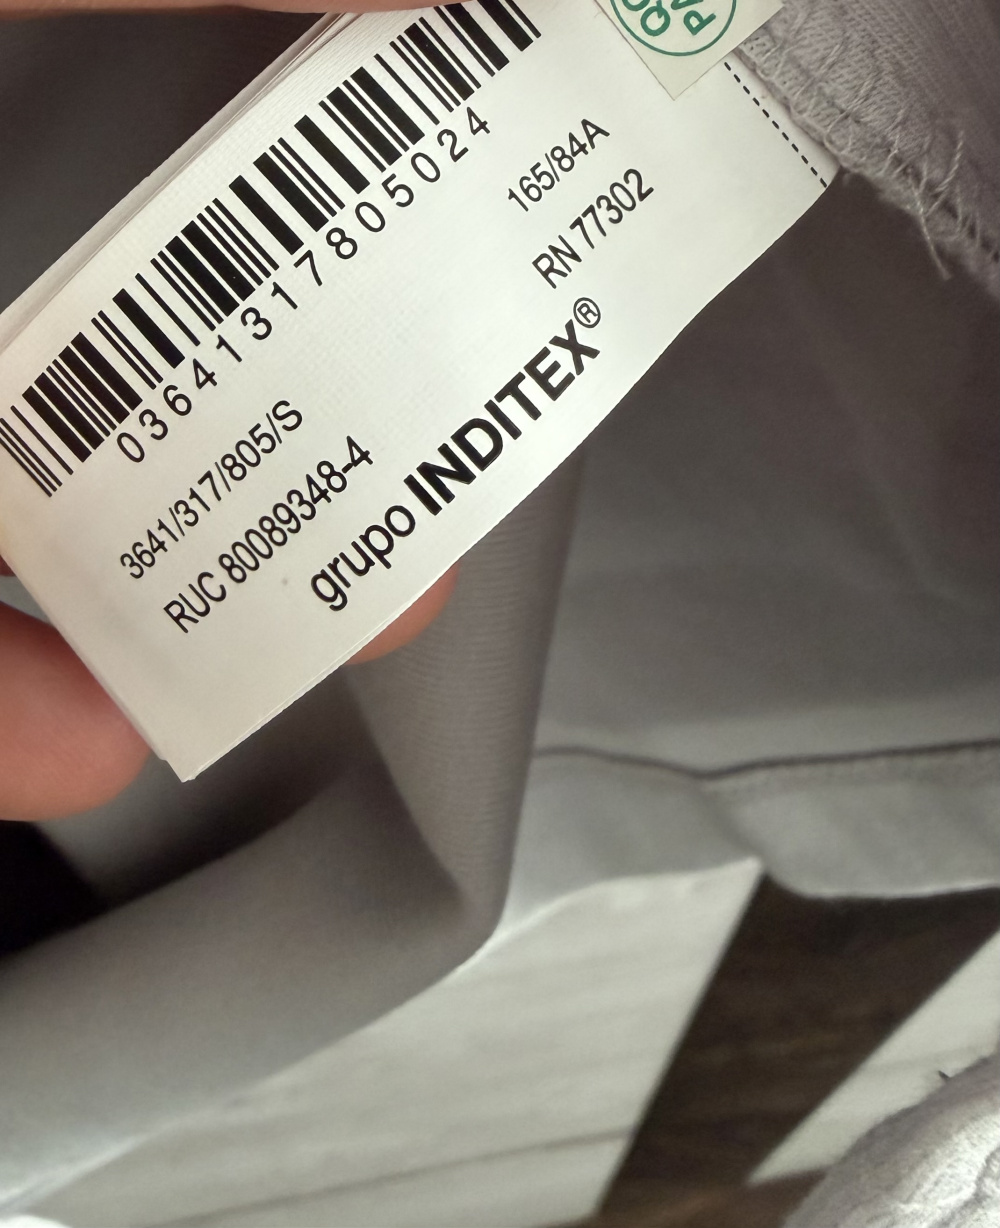 03641317805024
3641/317/805/S
165/84A
RUC 80089348-4
RN 77302
grupo INDITEX®